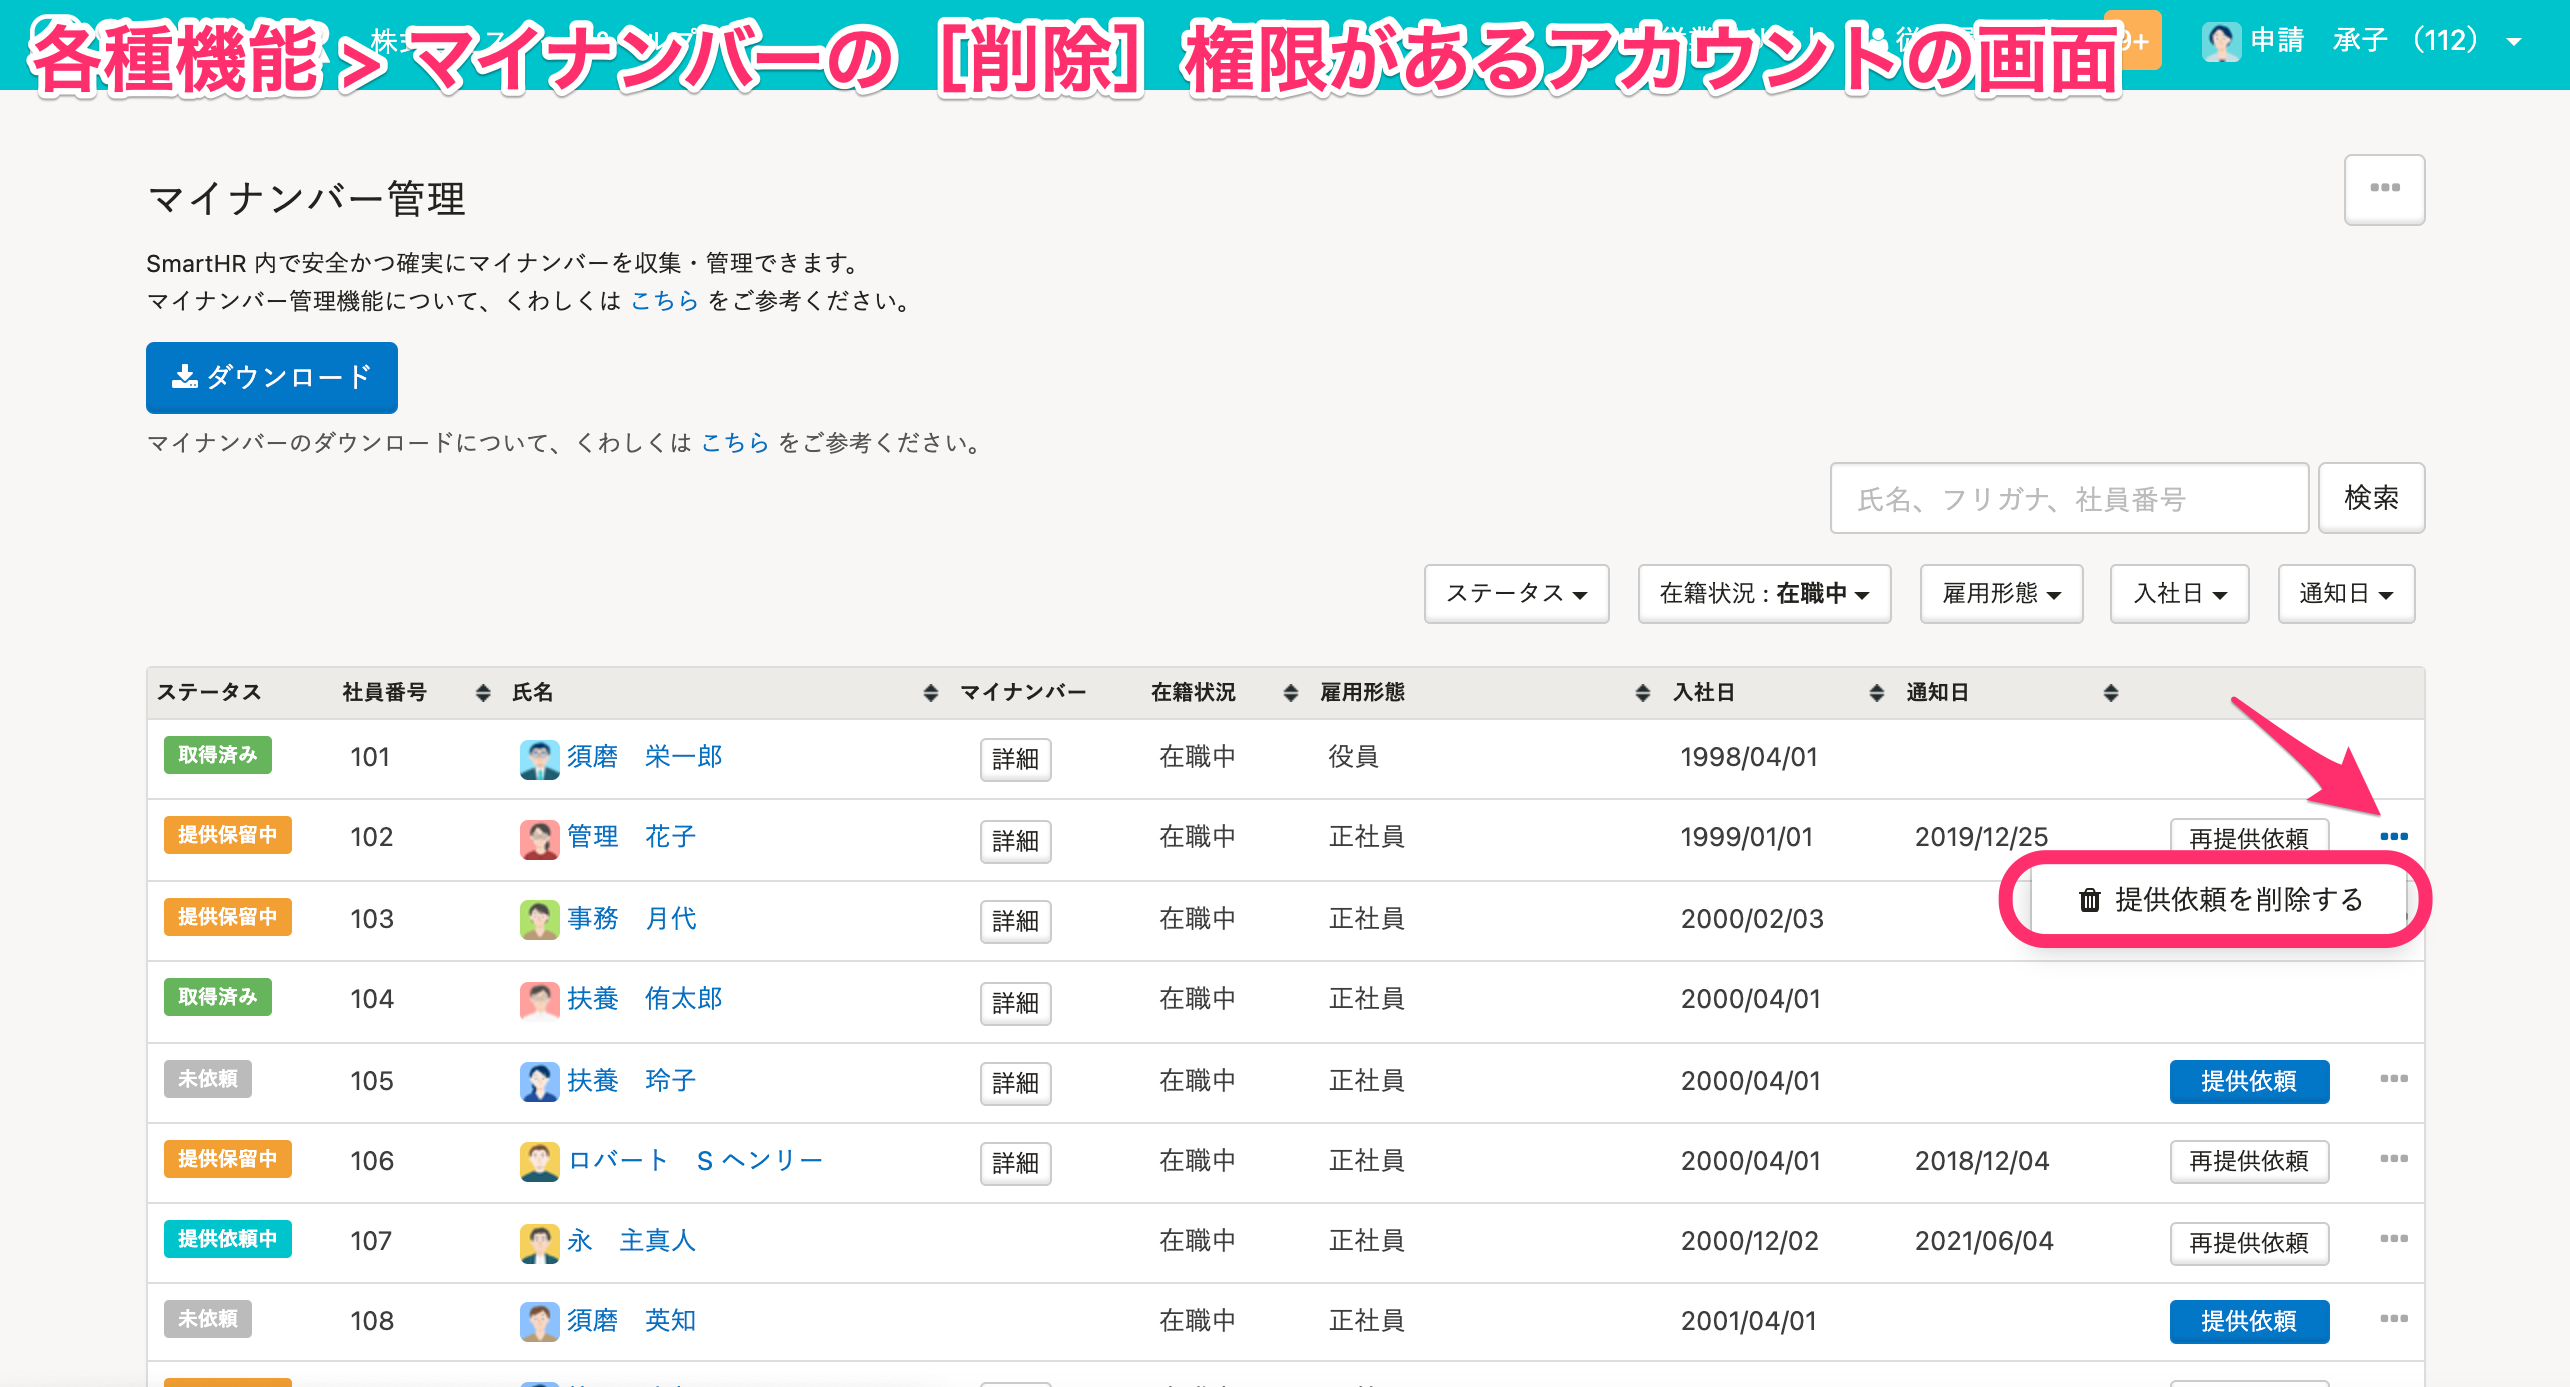 各種機能 > マイナンバーの［削除］権限があるアカウントの画面
申請 承子 （112）
マイナンバー管理
SmartHR 内で安全かつ確実にマイナンバーを収集・管理できます。
マイナンバー管理機能について、くわしくは こちら をご参考ください。
ダウンロード
マイナンバーのダウンロードについて、くわしくは こちら をご参考ください。
氏名、フリガナ、社員番号 検索
ステータス 在籍状況 : 在職中 雇用形態 入社日 通知日
ステータス 社員番号 氏名 マイナンバー 在籍状況 雇用形態 入社日 通知日
取得済み 101 須磨 栄一郎 詳細 在職中 役員 1998/04/01
提供保留中 102 管理 花子 詳細 在職中 正社員 1999/01/01 2019/12/25 再提供依頼
提供依頼を削除する
提供保留中 103 事務 月代 詳細 在職中 正社員 2000/02/03
取得済み 104 扶養 侑太郎 詳細 在職中 正社員 2000/04/01
未依頼 105 扶養 玲子 詳細 在職中 正社員 2000/04/01 提供依頼
提供保留中 106 ロバート S ヘンリー 詳細 在職中 正社員 2000/04/01 2018/12/04 再提供依頼
提供依頼中 107 永 主真人 在職中 正社員 2000/12/02 2021/06/04 再提供依頼
未依頼 108 須磨 英知 在職中 正社員 2001/04/01 提供依頼